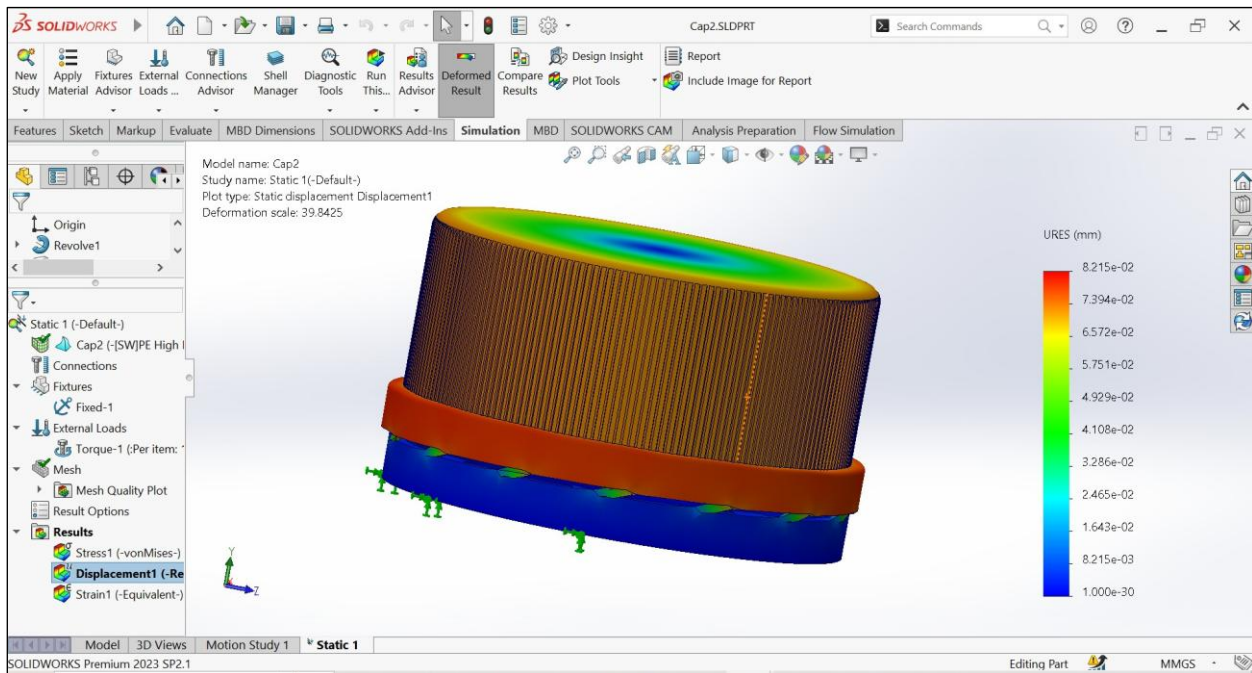 SOLIDWORKS
Cap2.SLDPRT
Search Commands
New Study
Apply Material
Fixtures Advisor
External Loads ...
Connections Advisor
Shell Manager
Diagnostic Tools
Run This...
Results Advisor
Deformed Result
Compare Results
Design Insight
Plot Tools
Report
Include Image for Report
Features Sketch Markup Evaluate MBD Dimensions SOLIDWORKS Add-Ins Simulation MBD SOLIDWORKS CAM Analysis Preparation Flow Simulation
Model name: Cap2
Study name: Static 1(-Default-)
Plot type: Static displacement Displacement1
Deformation scale: 39.8425
Origin
Revolve1
Static 1 (-Default-)
Cap2 (-[SW]PE High
Connections
Fixtures
Fixed-1
External Loads
Torque-1 (:Per item:
Mesh
Mesh Quality Plot
Result Options
Results
Stress1 (-vonMises-)
Displacement1 (-Re
Strain1 (-Equivalent-)
URES (mm)
8.215e-02
7.394e-02
6.572e-02
5.751e-02
4.929e-02
4.108e-02
3.286e-02
2.465e-02
1.643e-02
8.215e-03
1.000e-30
Y
Z
Model 3D Views Motion Study 1 Static 1
SOLIDWORKS Premium 2023 SP2.1
Editing Part
MMGS